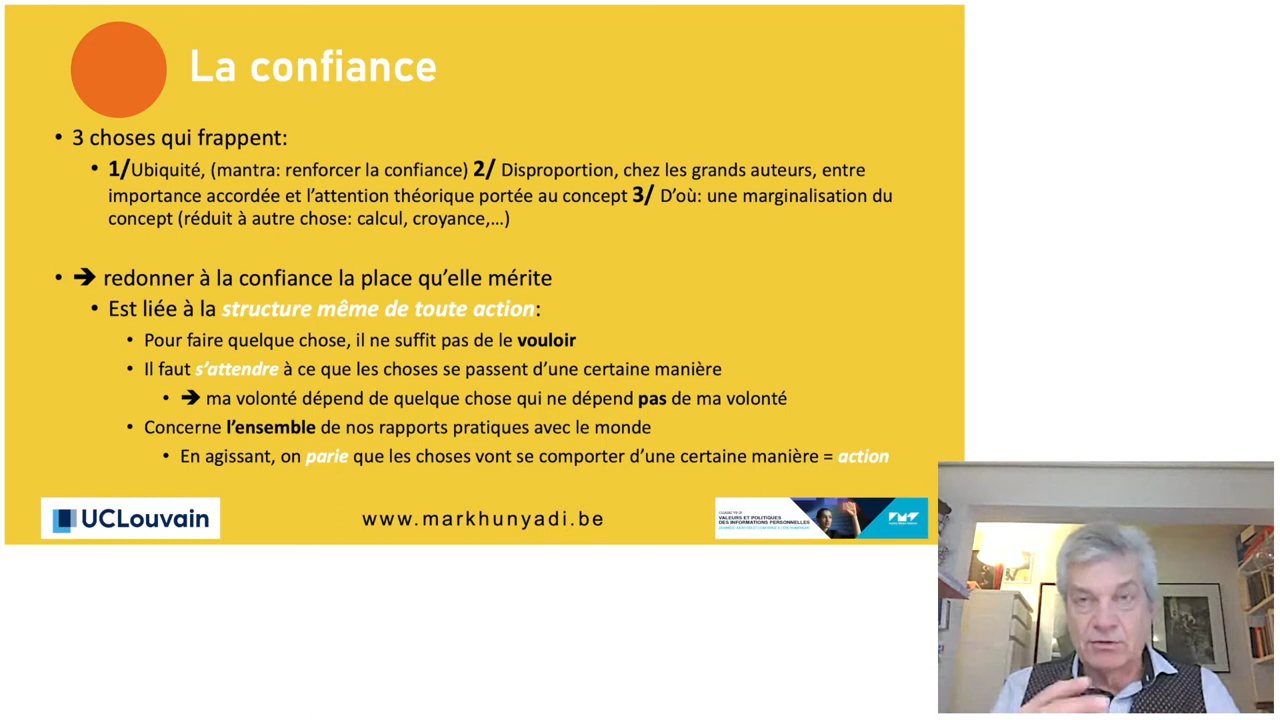 La confiance
• 3 choses qui frappent:
• 1/Ubiquité, (mantra: renforcer la confiance) 2/ Disproportion, chez les grands auteurs, entre
importance accordée et l’attention théorique portée au concept 3/ D’où: une marginalisation du
concept (réduit à autre chose: calcul, croyance,…)
• ➔ redonner à la confiance la place qu’elle mérite
• Est liée à la structure même de toute action:
• Pour faire quelque chose, il ne suffit pas de le vouloir
• Il faut s’attendre à ce que les choses se passent d’une certaine manière
• ➔ ma volonté dépend de quelque chose qui ne dépend pas de ma volonté
• Concerne l’ensemble de nos rapports pratiques avec le monde
• En agissant, on parie que les choses vont se comporter d’une certaine manière = action
UCLouvain
www.markhunyadi.be
VALEURS ET POLITIQUES
DES INFORMATIONS PERSONNELLES